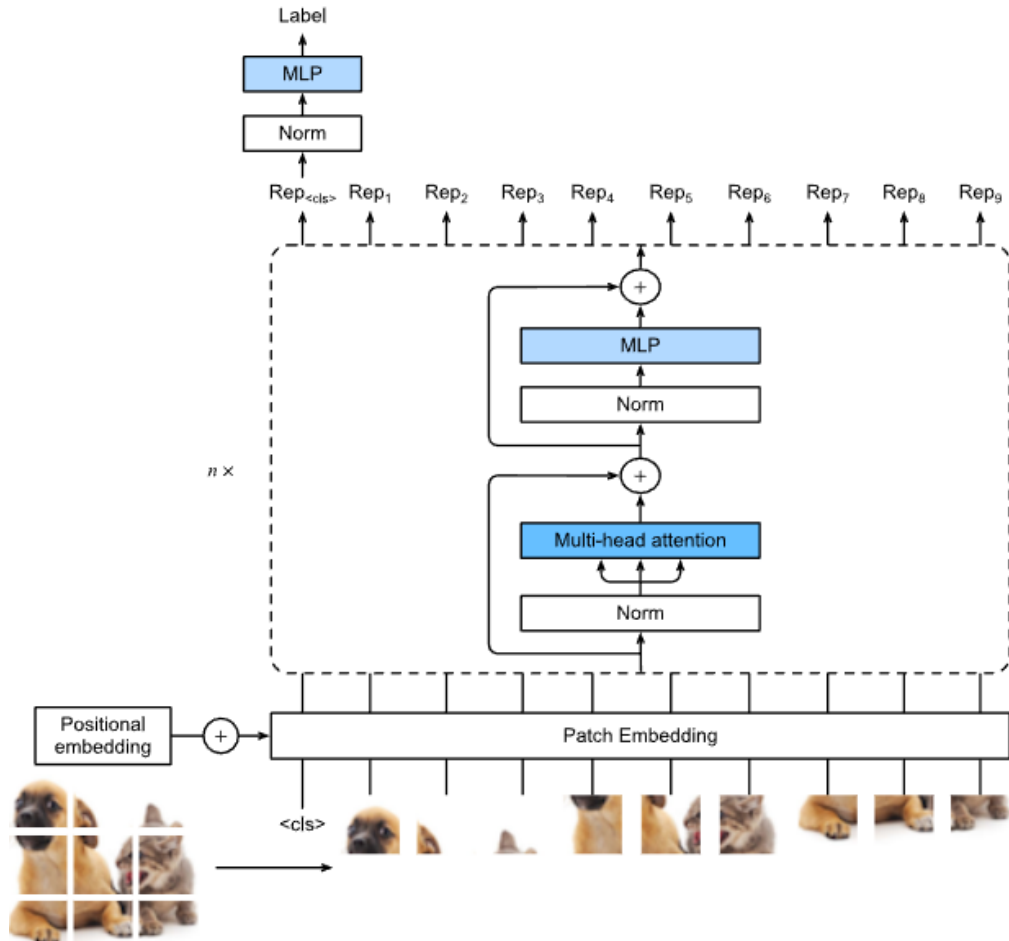 Label
MLP
Norm
Rep<cls> Rep₁ Rep₂ Rep₃ Rep₄ Rep₅ Rep₆ Rep₇ Rep₈ Rep₉
+
MLP
Norm
n ×
+
Multi-head attention
Norm
Positional
embedding
+
Patch Embedding
<cls>